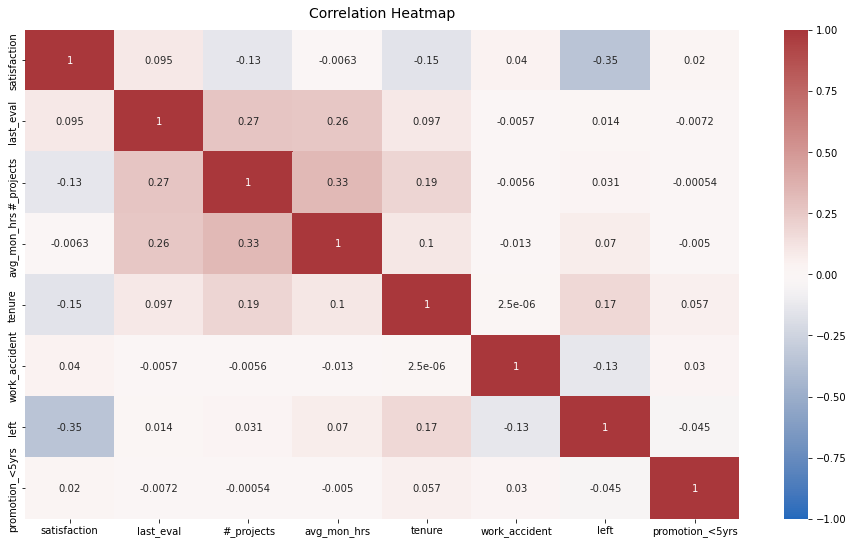 Correlation Heatmap
satisfaction 1 0.095 -0.13 -0.0063 -0.15 0.04 -0.35 0.02
last_eval 0.095 1 0.27 0.26 0.097 -0.0057 0.014 -0.0072
#_projects -0.13 0.27 1 0.33 0.19 -0.0056 0.031 -0.00054
avg_mon_hrs -0.0063 0.26 0.33 1 0.1 -0.013 0.07 -0.005
tenure -0.15 0.097 0.19 0.1 1 2.5e-06 0.17 0.057
work_accident 0.04 -0.0057 -0.0056 -0.013 2.5e-06 1 -0.13 0.03
left -0.35 0.014 0.031 0.07 0.17 -0.13 1 -0.045
promotion_<5yrs 0.02 -0.0072 -0.00054 -0.005 0.057 0.03 -0.045 1
satisfaction last_eval #_projects avg_mon_hrs tenure work_accident left promotion_<5yrs
1.00
0.75
0.50
0.25
0.00
−0.25
−0.50
−0.75
−1.00